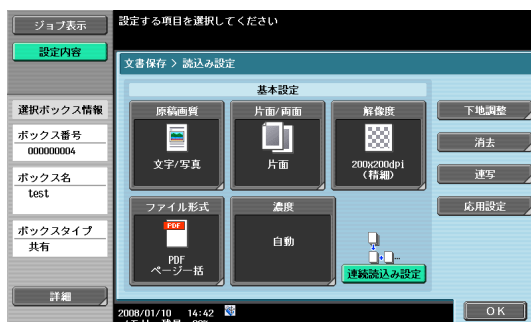 ジョブ表示
設定内容
設定する項目を選択してください
文書保存 > 読込み設定
選択ボックス情報
ボックス番号
000000004
ボックス名
test
ボックスタイプ
共有
詳細
基本設定
原稿画質
文字/写真
片面/両面
片面
解像度
200x200dpi
(精細)
ファイル形式
PDF
PDF
ページ一括
濃度
自動
連続読込み設定
下地調整
消去
連写
応用設定
2008/01/10 14:42
OK